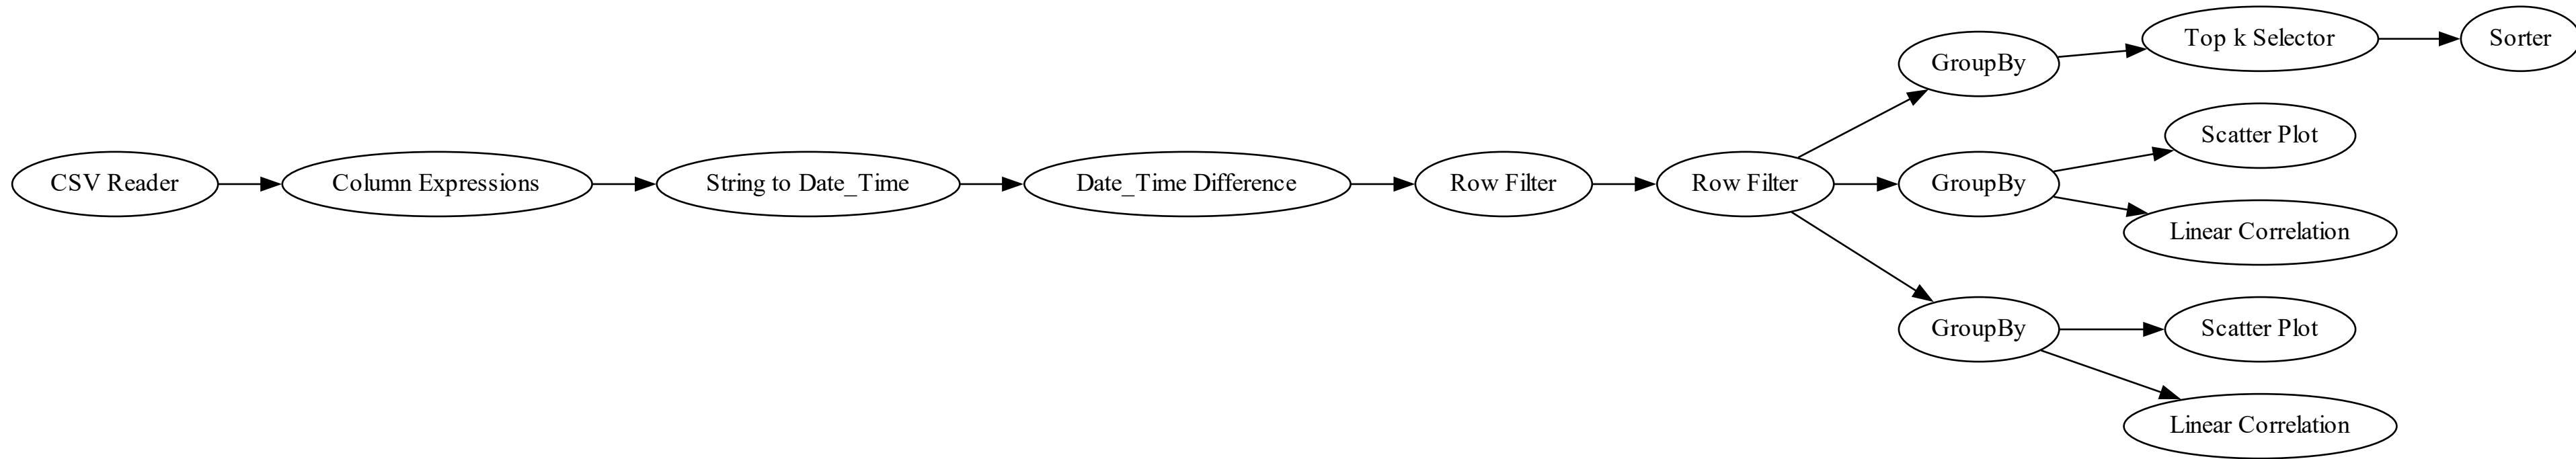 CSV Reader
Column Expressions
String to Date_Time
Date_Time Difference
Row Filter
Row Filter
GroupBy
Top k Selector
Sorter
GroupBy
Scatter Plot
Linear Correlation
GroupBy
Scatter Plot
Linear Correlation